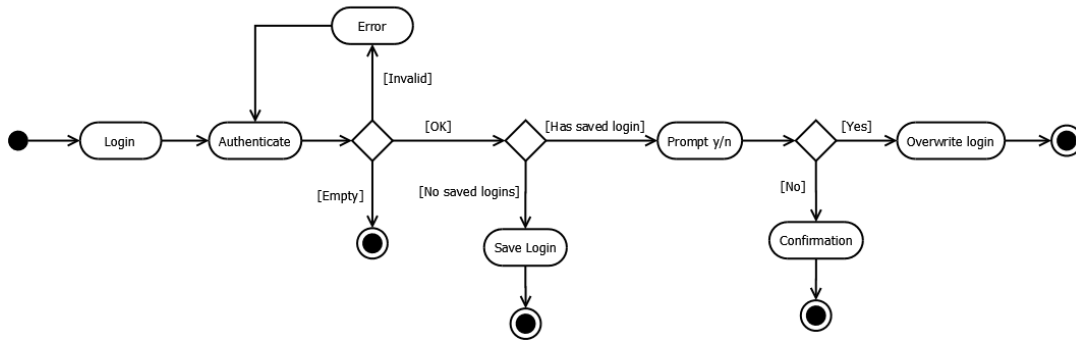 Error
[Invalid]
Login
Authenticate
[OK]
[Has saved login]
Prompt y/n
[Yes]
Overwrite login
[Empty]
[No saved logins]
[No]
Save Login
Confirmation